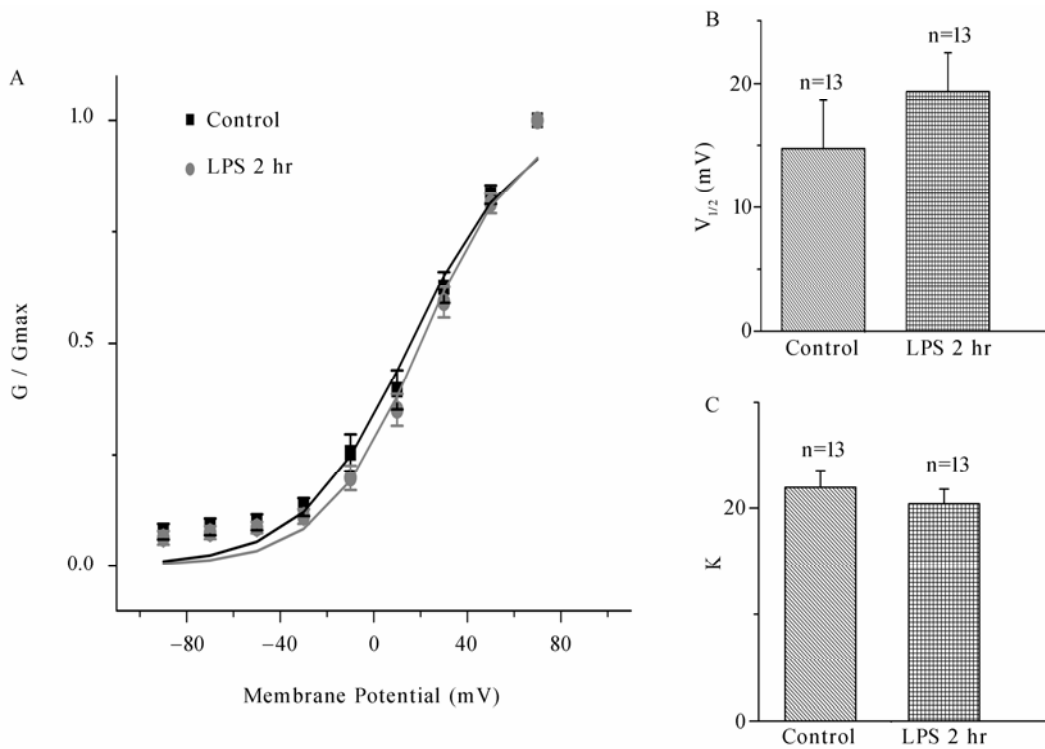 A
Control
LPS 2 hr
1.0
0.5
0.0
G / Gmax
−80
−40
0
40
80
Membrane Potential (mV)
B
n=13
n=13
20
10
0
V1/2 (mV)
Control
LPS 2 hr
C
n=13
n=13
20
0
K
Control
LPS 2 hr